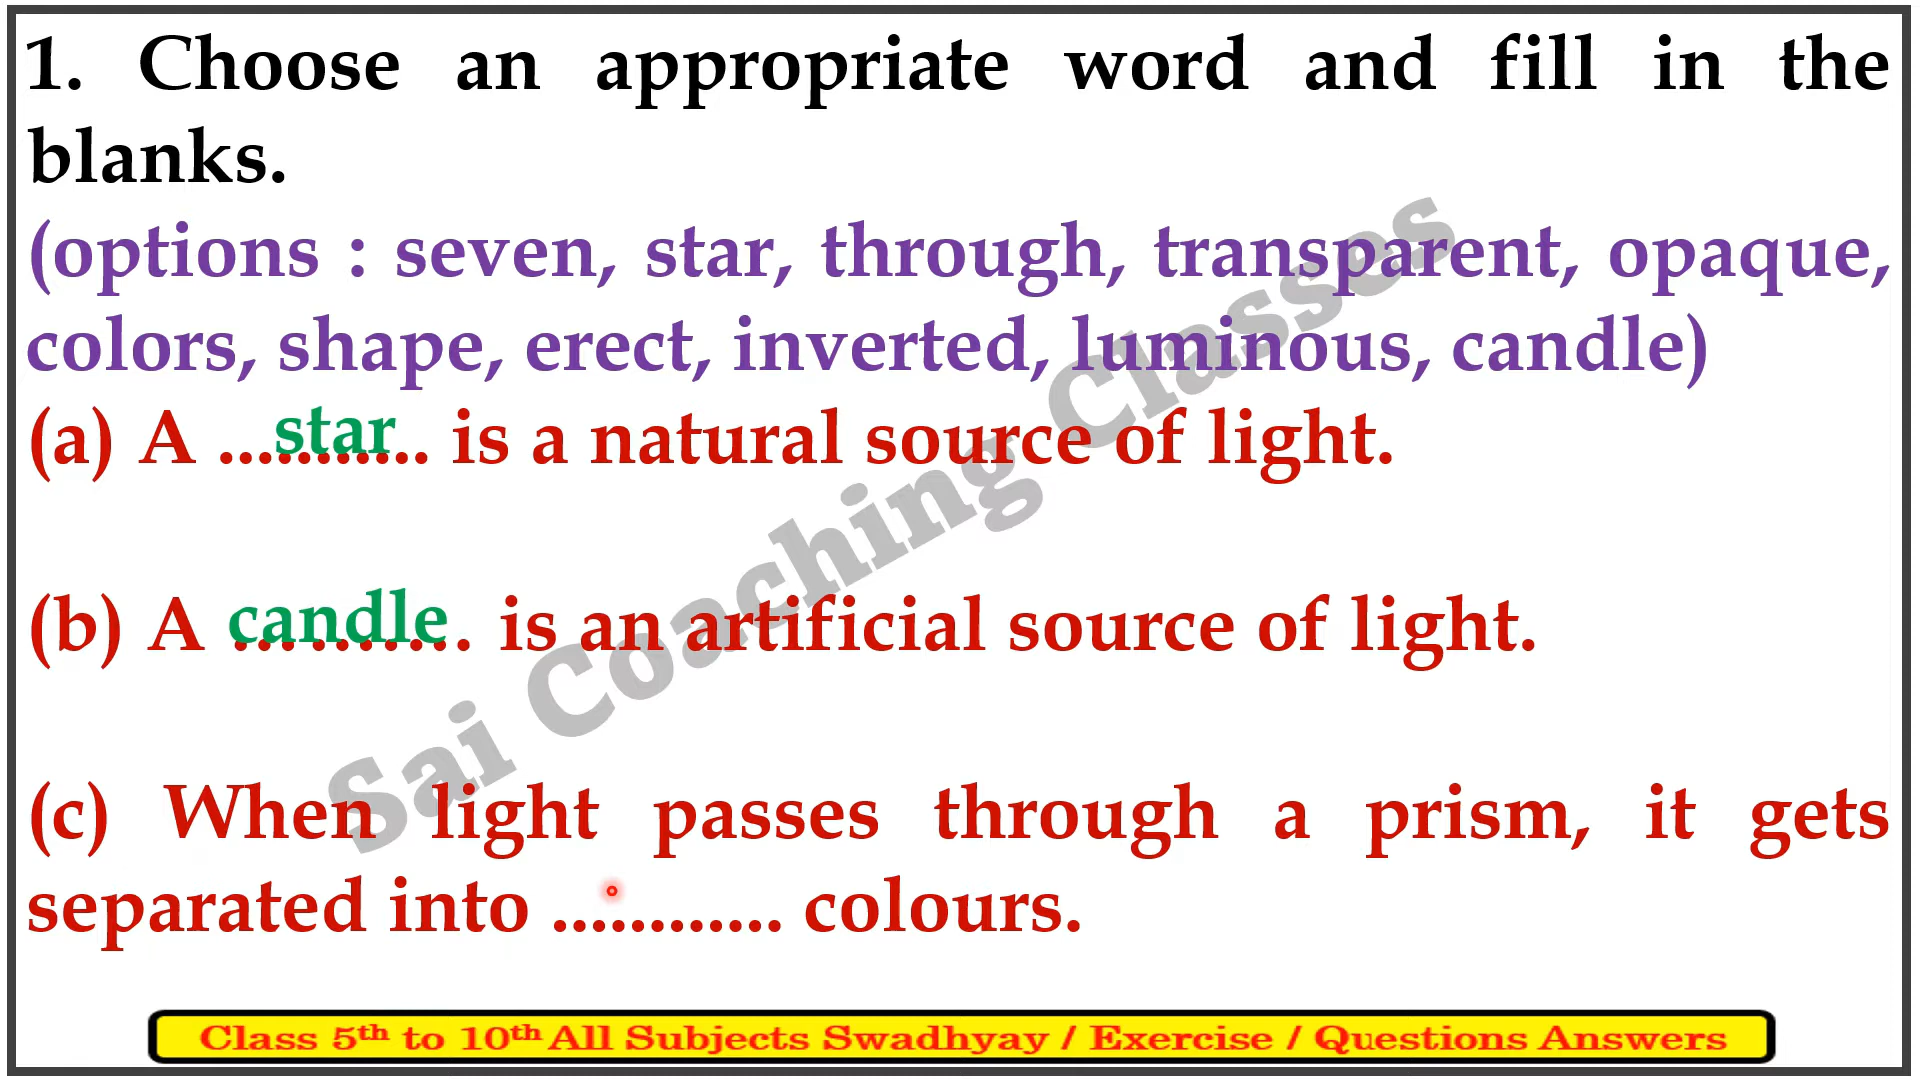 1. Choose an appropriate word and fill in the
blanks.
(options : seven, star, through, transparent, opaque,
colors, shape, erect, inverted, luminous, candle)
(a) A ...star... is a natural source of light.
(b) A ...candle... is an artificial source of light.
(c) When light passes through a prism, it gets
separated into ............ colours.
Sai Coaching Classes
Class 5th to 10th All Subjects Swadhyay / Exercise / Questions Answers